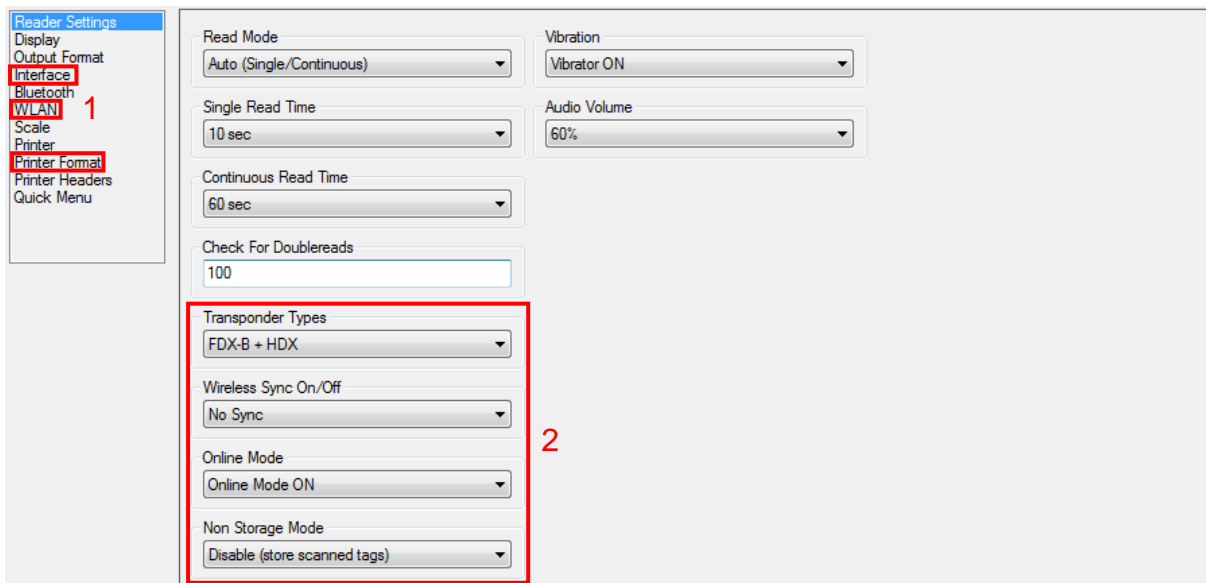 Reader Settings
Display
Output Format
Interface
Bluetooth
WLAN
1
Scale
Printer
Printer Format
Printer Headers
Quick Menu
Read Mode
Auto (Single/Continuous)
Single Read Time
10 sec
Continuous Read Time
60 sec
Check For Doublereads
100
Transponder Types
FDX-B + HDX
Wireless Sync On/Off
No Sync
2
Online Mode
Online Mode ON
Non Storage Mode
Disable (store scanned tags)
Vibration
Vibrator ON
Audio Volume
60%